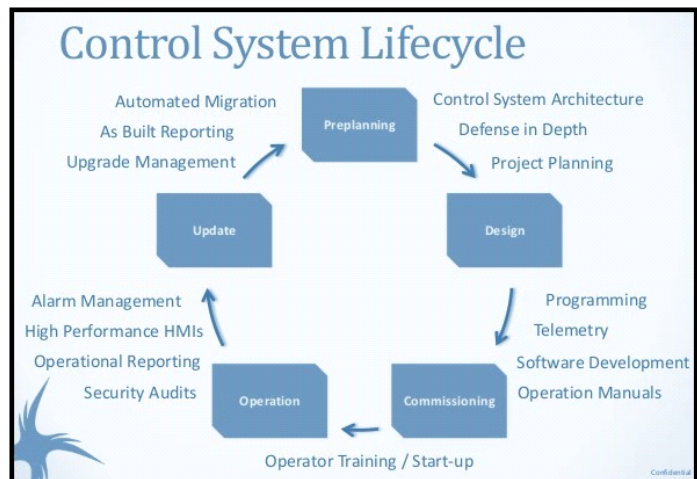 Control System Lifecycle
Automated Migration
As Built Reporting
Upgrade Management
Preplanning
Control System Architecture
Defense in Depth
Project Planning
Update
Design
Alarm Management
High Performance HMIs
Operational Reporting
Security Audits
Programming
Telemetry
Software Development
Operation Manuals
Operation
Commissioning
Operator Training / Start-up
Confidential